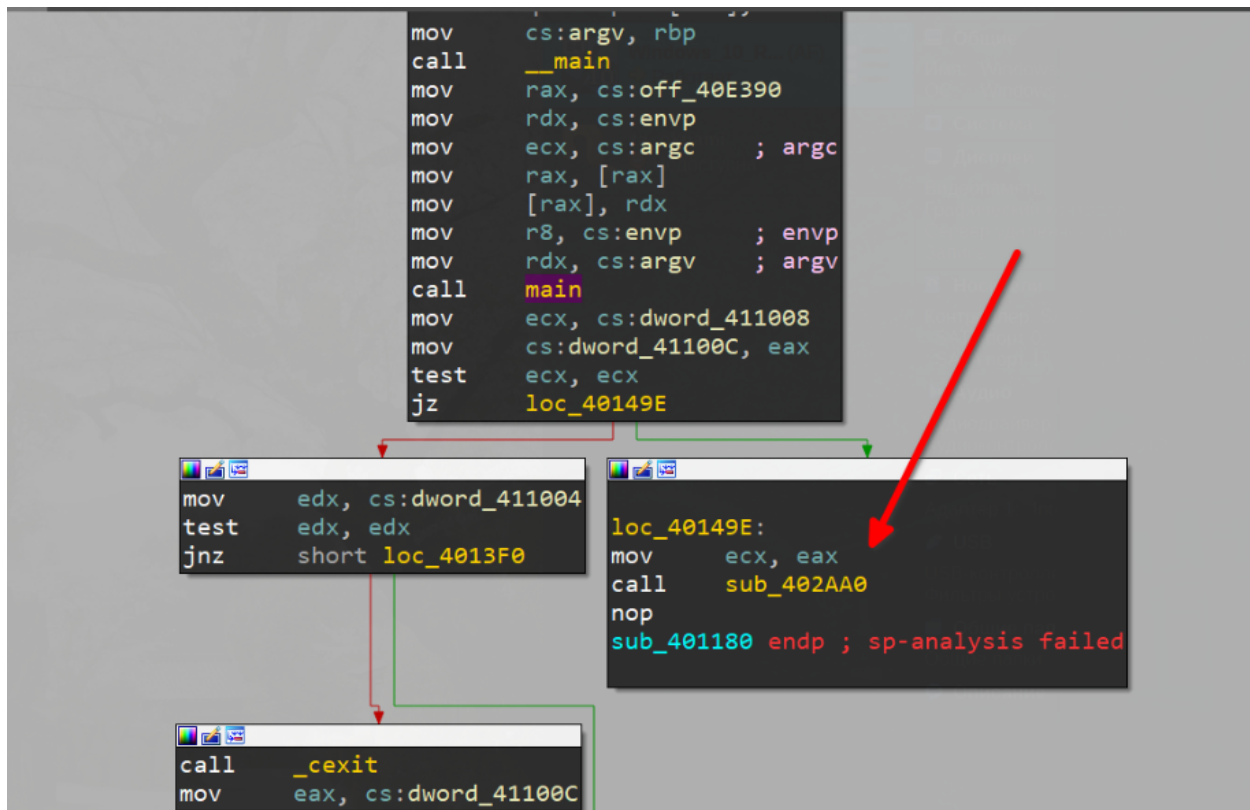 mov cs:argv, rbp
call __main
mov rax, cs:off_40E390
mov rdx, cs:envp
mov ecx, cs:argc ; argc
mov rax, [rax]
mov [rax], rdx
mov r8, cs:envp ; envp
mov rdx, cs:argv ; argv
call main
mov ecx, cs:dword_411008
mov cs:dword_41100C, eax
test ecx, ecx
jz loc_40149E
mov edx, cs:dword_411004
test edx, edx
jnz short loc_4013F0
loc_40149E:
mov ecx, eax
call sub_402AA0
nop
sub_401180 endp ; sp-analysis failed
call _cexit
mov eax, cs:dword_41100C